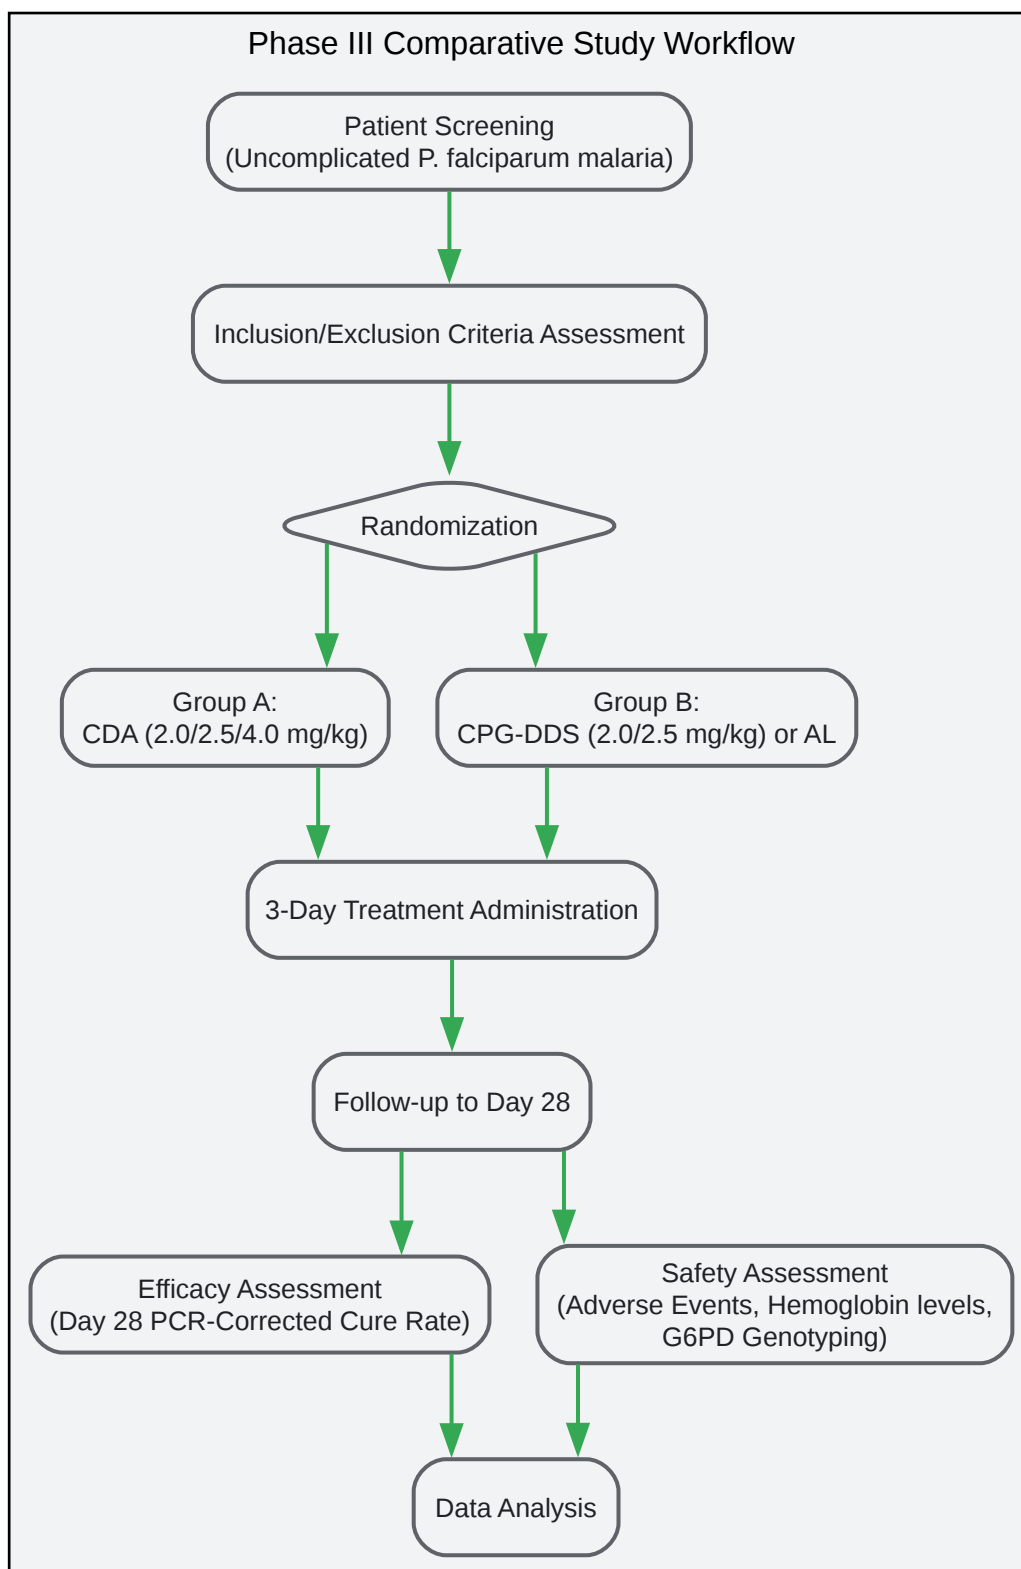 Phase III Comparative Study Workflow
Patient Screening
(Uncomplicated P. falciparum malaria)
Inclusion/Exclusion Criteria Assessment
Randomization
Group A:
CDA (2.0/2.5/4.0 mg/kg)
Group B:
CPG-DDS (2.0/2.5 mg/kg) or AL
3-Day Treatment Administration
Follow-up to Day 28
Efficacy Assessment
(Day 28 PCR-Corrected Cure Rate)
Safety Assessment
(Adverse Events, Hemoglobin levels,
G6PD Genotyping)
Data Analysis